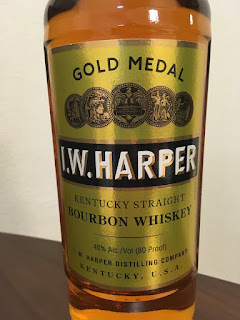 GOLD MEDAL
I.W. HARPER
KENTUCKY STRAIGHT
BOURBON WHISKEY
40% Alc./Vol (80 Proof)
I. W. HARPER DISTILLING COMPANY
KENTUCKY, U.S.A.